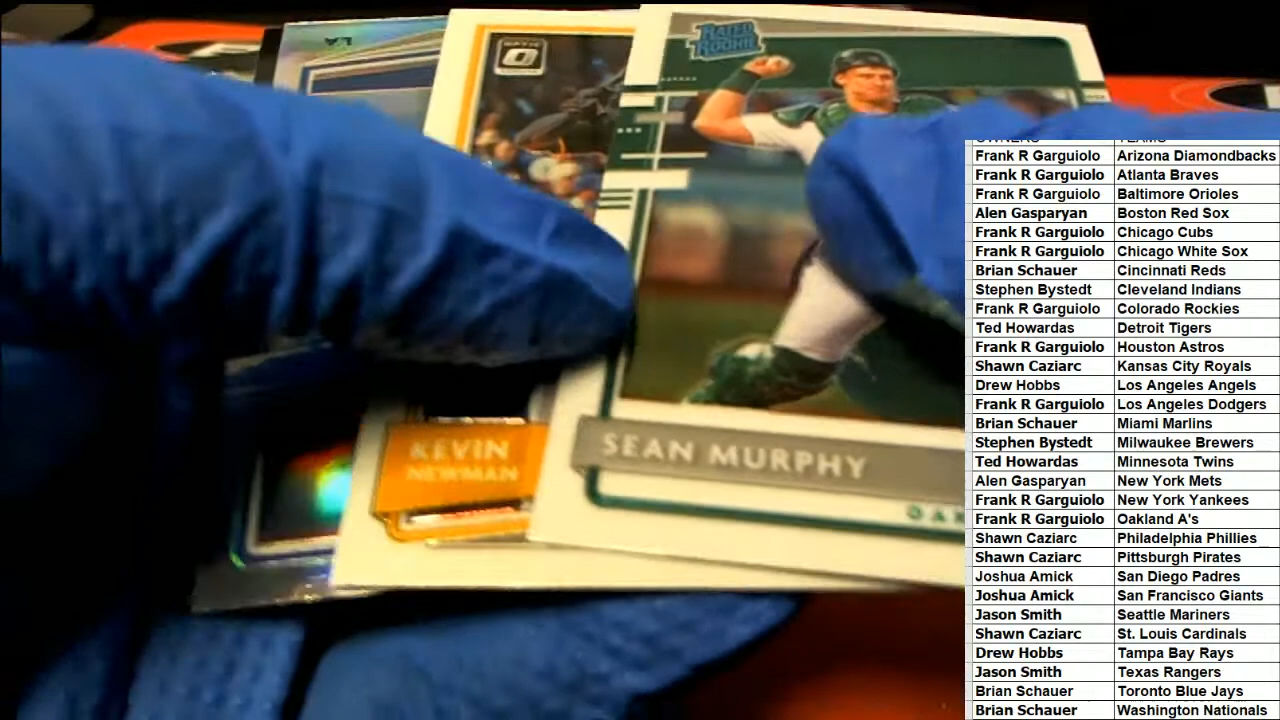 RATED
ROOKIE
OPTIC
KEVIN
NEWMAN
SEAN MURPHY
OAK
Frank R Garguiolo Arizona Diamondbacks
Frank R Garguiolo Atlanta Braves
Frank R Garguiolo Baltimore Orioles
Alen Gasparyan Boston Red Sox
Frank R Garguiolo Chicago Cubs
Frank R Garguiolo Chicago White Sox
Brian Schauer Cincinnati Reds
Stephen Bystedt Cleveland Indians
Frank R Garguiolo Colorado Rockies
Ted Howardas Detroit Tigers
Frank R Garguiolo Houston Astros
Shawn Caziarc Kansas City Royals
Drew Hobbs Los Angeles Angels
Frank R Garguiolo Los Angeles Dodgers
Brian Schauer Miami Marlins
Stephen Bystedt Milwaukee Brewers
Ted Howardas Minnesota Twins
Alen Gasparyan New York Mets
Frank R Garguiolo New York Yankees
Frank R Garguiolo Oakland A's
Shawn Caziarc Philadelphia Phillies
Shawn Caziarc Pittsburgh Pirates
Joshua Amick San Diego Padres
Joshua Amick San Francisco Giants
Jason Smith Seattle Mariners
Shawn Caziarc St. Louis Cardinals
Drew Hobbs Tampa Bay Rays
Jason Smith Texas Rangers
Brian Schauer Toronto Blue Jays
Brian Schauer Washington Nationals